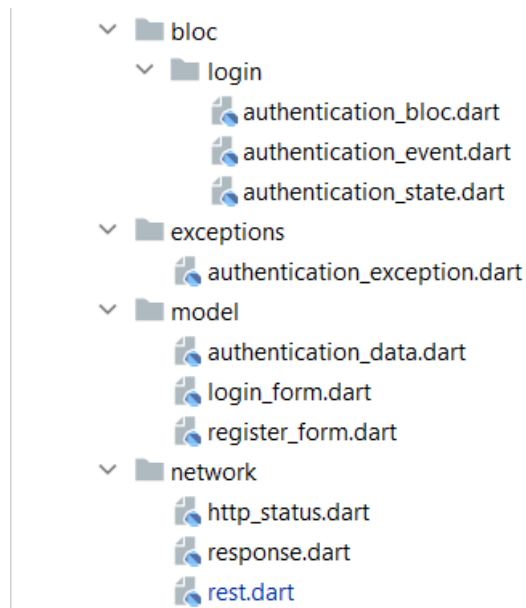 bloc
login
authentication_bloc.dart
authentication_event.dart
authentication_state.dart
exceptions
authentication_exception.dart
model
authentication_data.dart
login_form.dart
register_form.dart
network
http_status.dart
response.dart
rest.dart